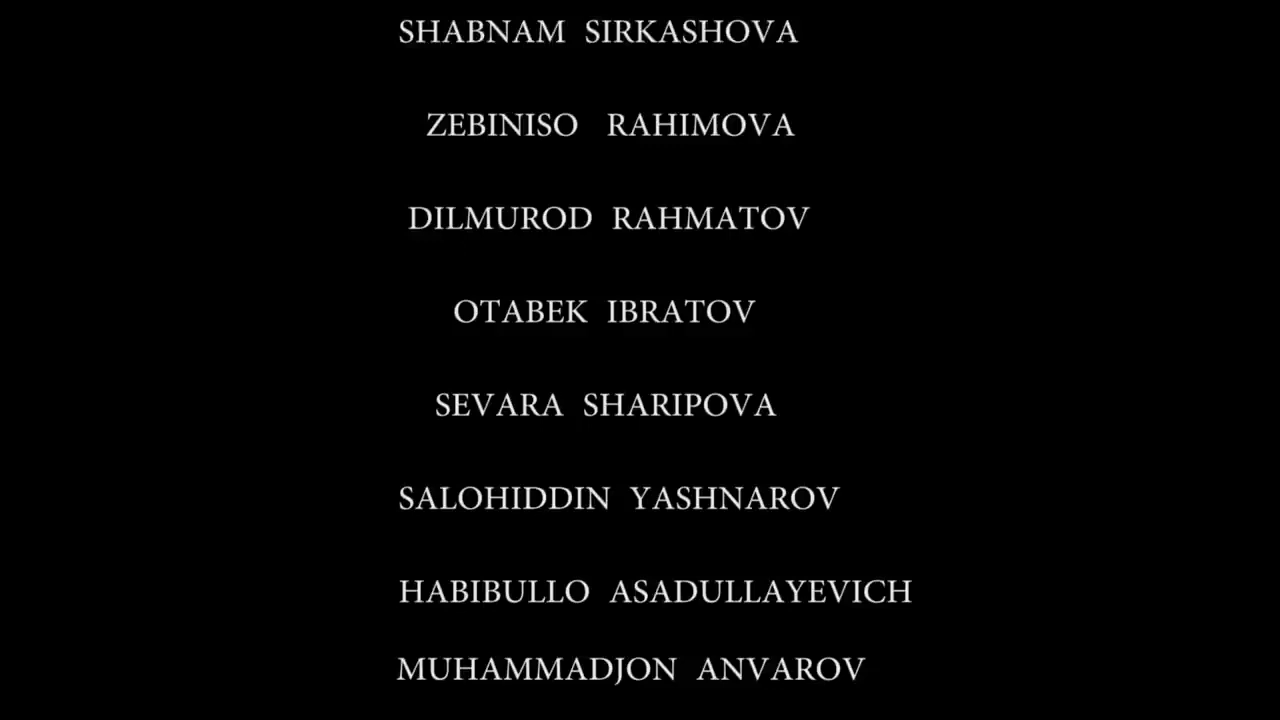 SHABNAM SIRKASHOVA
ZEBINISO RAHIMOVA
DILMUROD RAHMATOV
OTABEK IBRATOV
SEVARA SHARIPOVA
SALOHIDDIN YASHNAROV
HABIBULLO ASADULLAYEVICH
MUHAMMADJON ANVAROV